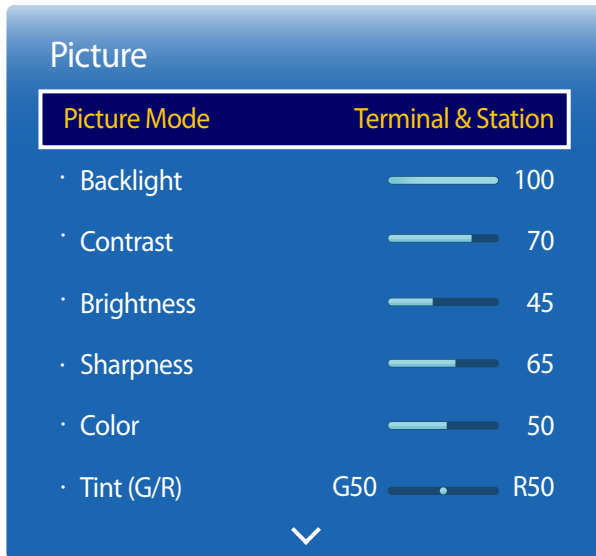 Picture
Picture Mode Terminal & Station
· Backlight 100
· Contrast 70
· Brightness 45
· Sharpness 65
· Color 50
· Tint (G/R) G50 R50